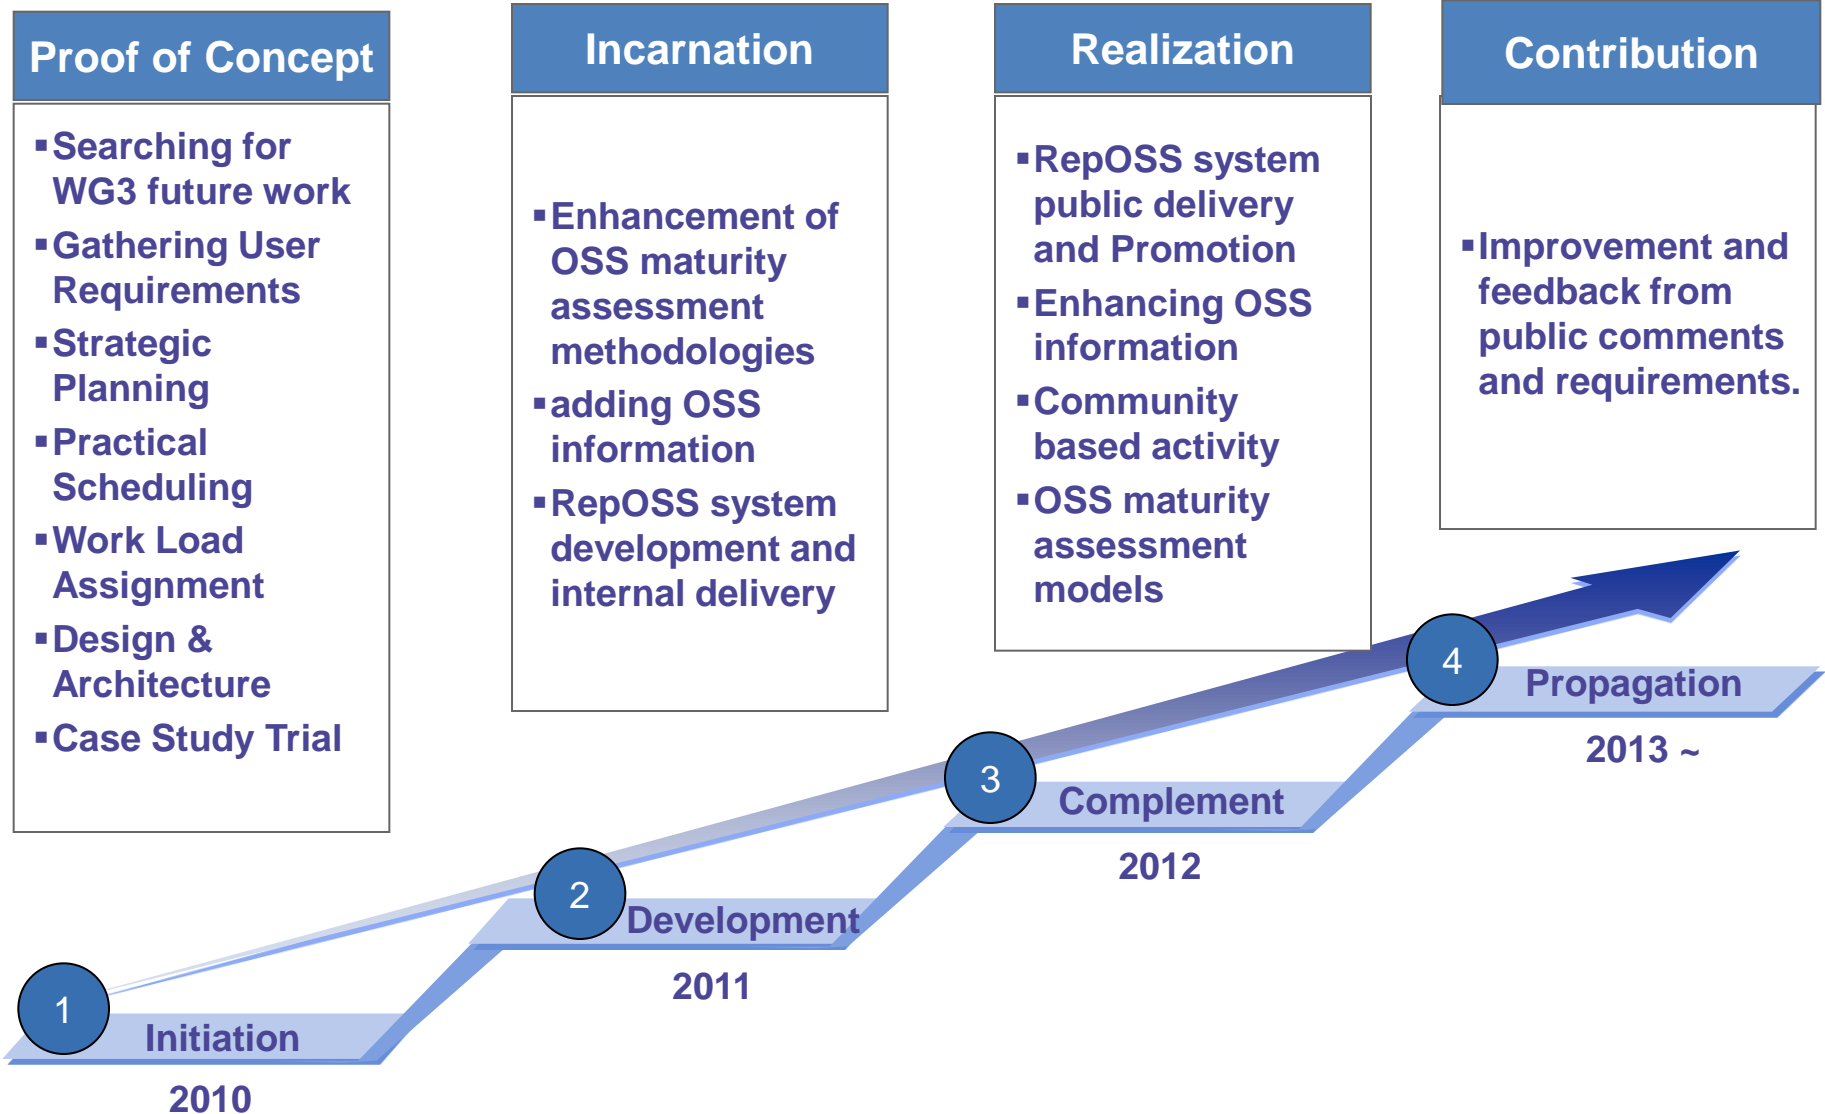 Proof of Concept
▪Searching for
WG3 future work
▪Gathering User
Requirements
▪Strategic
Planning
▪Practical
Scheduling
▪Work Load
Assignment
▪Design &
Architecture
▪Case Study Trial
Incarnation
▪Enhancement of
OSS maturity
assessment
methodologies
▪adding OSS
information
▪RepOSS system
development and
internal delivery
Realization
▪RepOSS system
public delivery
and Promotion
▪Enhancing OSS
information
▪Community
based activity
▪OSS maturity
assessment
models
Contribution
▪Improvement and
feedback from
public comments
and requirements.
1
Initiation
2010
2
Development
2011
3
Complement
2012
4
Propagation
2013 ~